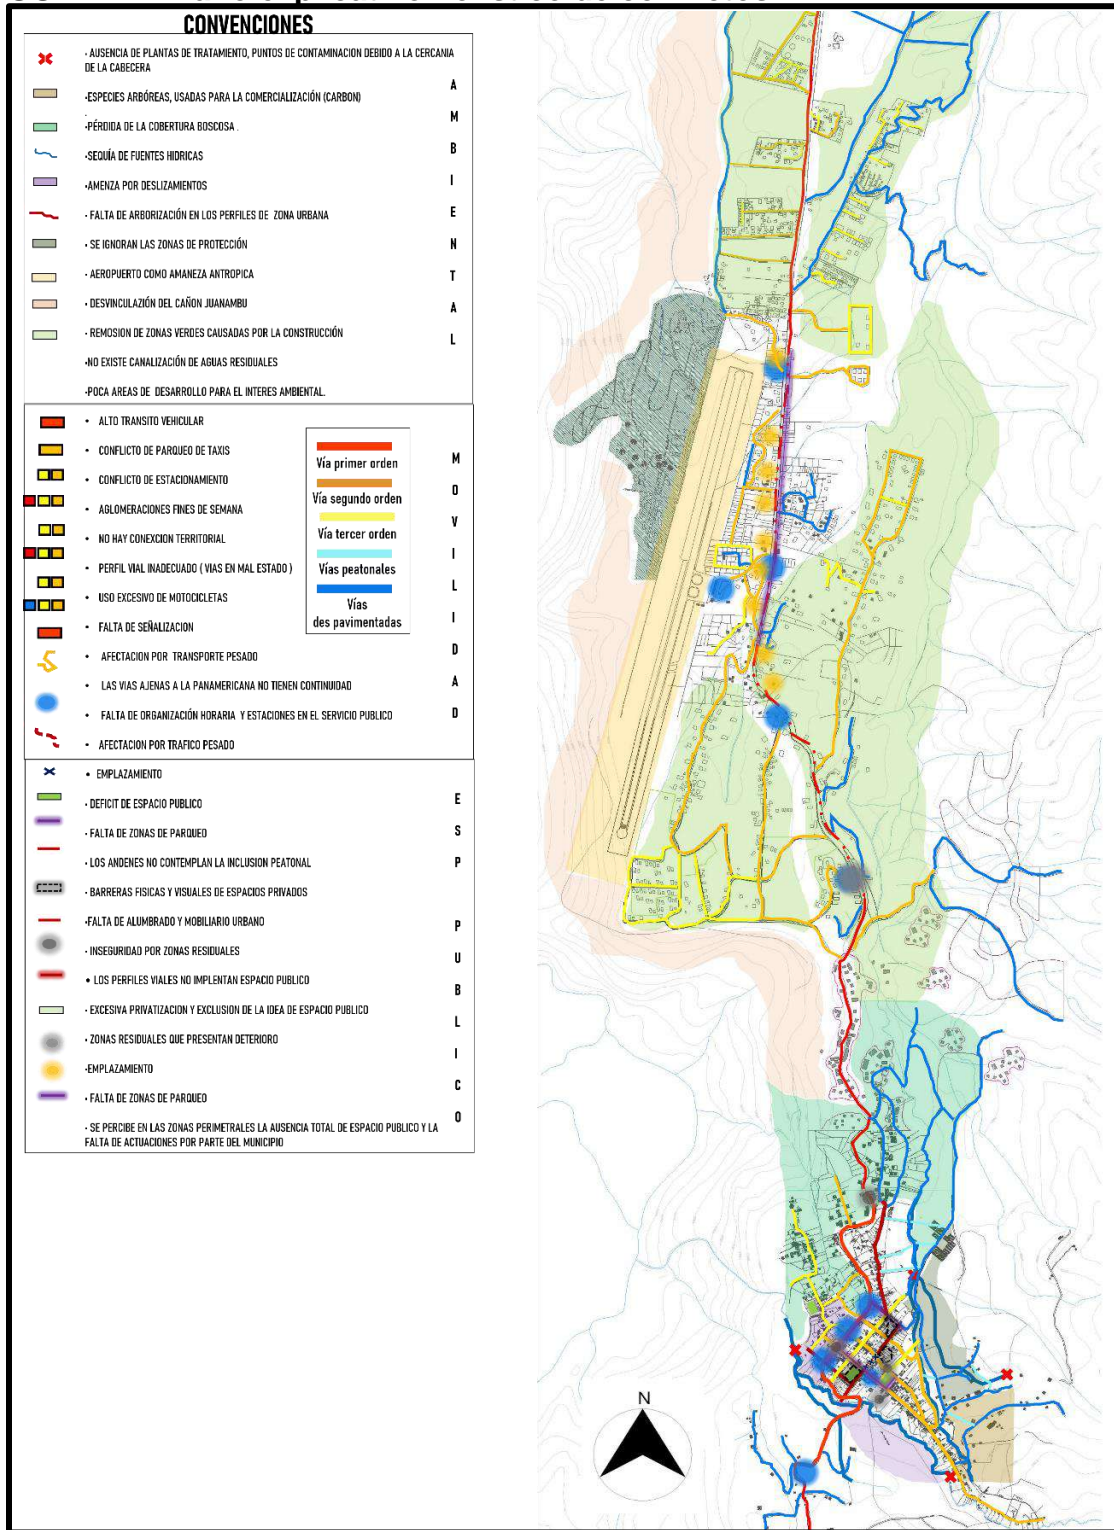 CONVENCIONES
· AUSENCIA DE PLANTAS DE TRATAMIENTO, PUNTOS DE CONTAMINACION DEBIDO A LA CERCANIA
DE LA CABECERA
·ESPECIES ARBÓREAS, USADAS PARA LA COMERCIALIZACIÓN (CARBON)
·PÉRDIDA DE LA COBERTURA BOSCOSA .
·SEQUÍA DE FUENTES HIDRICAS
·AMENZA POR DESLIZAMIENTOS
· FALTA DE ARBORIZACIÓN EN LOS PERFILES DE ZONA URBANA
· SE IGNORAN LAS ZONAS DE PROTECCIÓN
· AEROPUERTO COMO AMANEZA ANTROPICA
· DESVINCULAZIÓN DEL CAÑON JUANAMBU
· REMOSION DE ZONAS VERDES CAUSADAS POR LA CONSTRUCCIÓN
·NO EXISTE CANALIZACIÓN DE AGUAS RESIDUALES
·POCA AREAS DE DESARROLLO PARA EL INTERES AMBIENTAL.
A
M
B
I
E
N
T
A
L
• ALTO TRANSITO VEHICULAR
• CONFLICTO DE PARQUEO DE TAXIS
• CONFLICTO DE ESTACIONAMIENTO
• AGLOMERACIONES FINES DE SEMANA
• NO HAY CONEXCION TERRITORIAL
• PERFIL VIAL INADECUADO ( VIAS EN MAL ESTADO )
• USO EXCESIVO DE MOTOCICLETAS
• FALTA DE SEÑALIZACION
• AFECTACION POR TRANSPORTE PESADO
• LAS VIAS AJENAS A LA PANAMERICANA NO TIENEN CONTINUIDAD
• FALTA DE ORGANIZACIÓN HORARIA Y ESTACIONES EN EL SERVICIO PUBLICO
• AFECTACION POR TRAFICO PESADO
Vía primer orden
Vía segundo orden
Vía tercer orden
Vías peatonales
Vías
des pavimentadas
M
O
V
I
L
I
D
A
D
• EMPLAZAMIENTO
· DEFICIT DE ESPACIO PUBLICO
· FALTA DE ZONAS DE PARQUEO
· LOS ANDENES NO CONTEMPLAN LA INCLUSION PEATONAL
· BARRERAS FISICAS Y VISUALES DE ESPACIOS PRIVADOS
·FALTA DE ALUMBRADO Y MOBILIARIO URBANO
· INSEGURIDAD POR ZONAS RESIDUALES
• LOS PERFILES VIALES NO IMPLENTAN ESPACIO PUBLICO
· EXCESIVA PRIVATIZACION Y EXCLUSION DE LA IDEA DE ESPACIO PUBLICO
· ZONAS RESIDUALES QUE PRESENTAN DETERIORO
·EMPLAZAMIENTO
· FALTA DE ZONAS DE PARQUEO
· SE PERCIBE EN LAS ZONAS PERIMETRALES LA AUSENCIA TOTAL DE ESPACIO PUBLICO Y LA
FALTA DE ACTUACIONES POR PARTE DEL MUNICIPIO
E
S
P
P
U
B
L
I
C
O
N